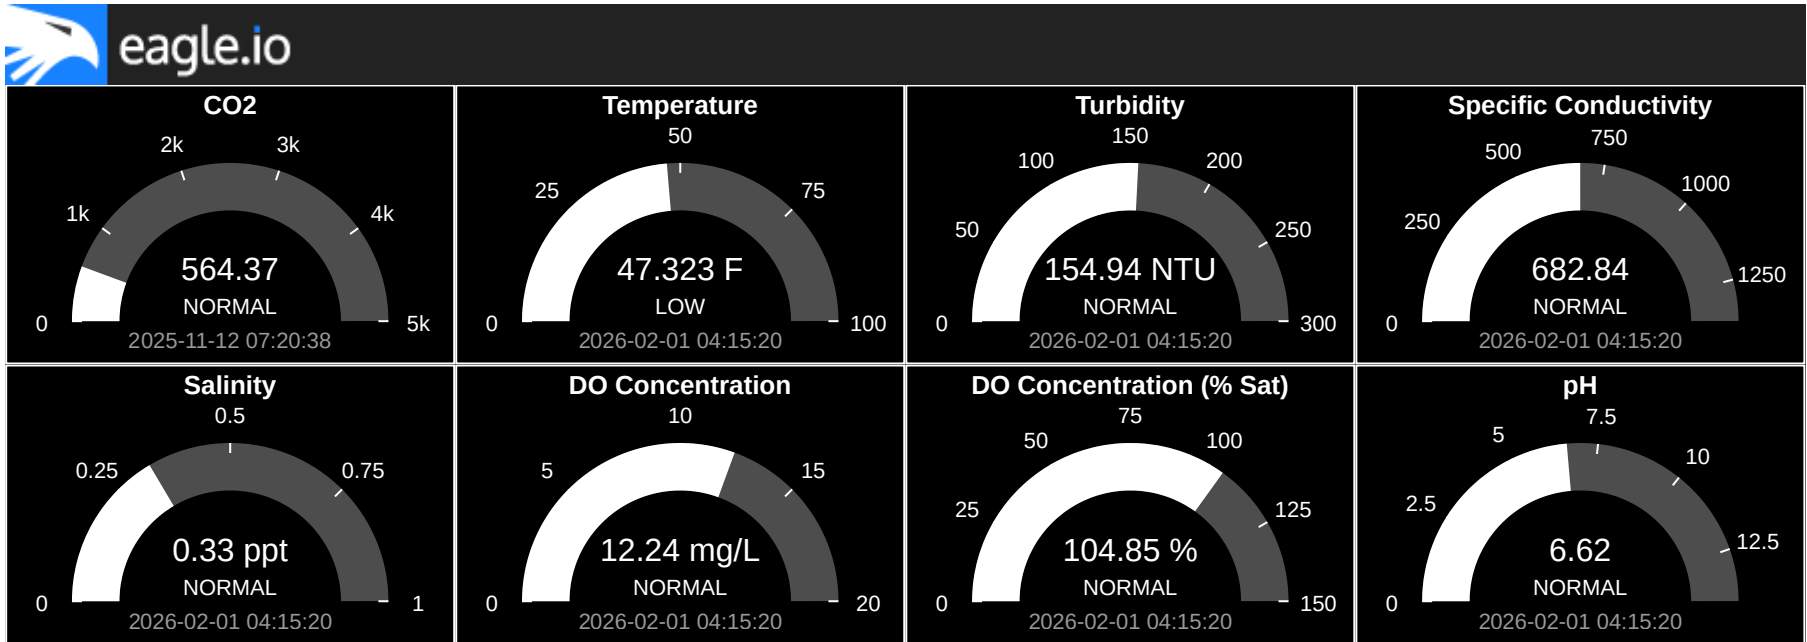 eagle.io
CO2
2k
3k
1k
4k
0
5k
564.37
NORMAL
2025-11-12 07:20:38
Temperature
50
25
75
0
100
47.323 F
LOW
2026-02-01 04:15:20
Turbidity
150
100
200
50
250
0
300
154.94 NTU
NORMAL
2026-02-01 04:15:20
Specific Conductivity
750
500
1000
250
1250
0
682.84
NORMAL
2026-02-01 04:15:20
Salinity
0.5
0.25
0.75
0
1
0.33 ppt
NORMAL
2026-02-01 04:15:20
DO Concentration
10
5
15
0
20
12.24 mg/L
NORMAL
2026-02-01 04:15:20
DO Concentration (% Sat)
75
50
100
25
125
0
150
104.85 %
NORMAL
2026-02-01 04:15:20
pH
7.5
5
10
2.5
12.5
0
6.62
NORMAL
2026-02-01 04:15:20